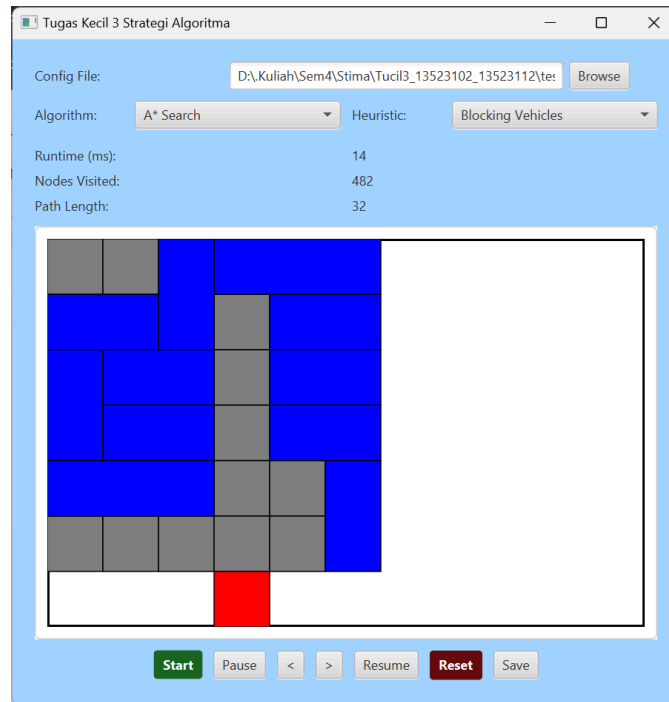 Tugas Kecil 3 Strategi Algoritma
Config File: D:\.Kuliah\Sem4\Stima\Tucil3_13523102_13523112\tes Browse
Algorithm: A* Search Heuristic: Blocking Vehicles
Runtime (ms): 14
Nodes Visited: 482
Path Length: 32
Start Pause < > Resume Reset Save